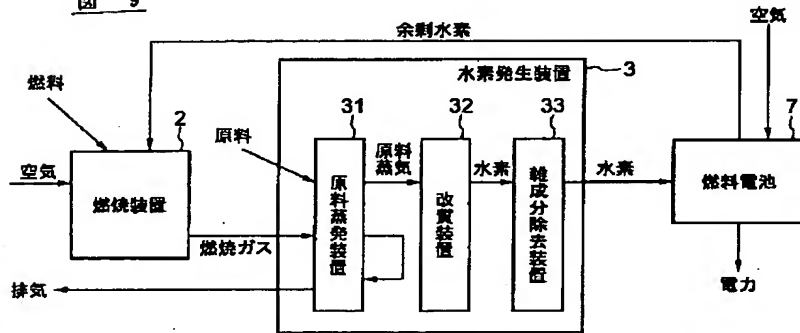 図 9
空気
余剰水素
水素発生装置
3
燃料
7
2
31
32
33
原料
空気
燃焼装置
原料
蒸気
水素
水素
燃料電池
原料蒸発装置
改質装置
雑成分除去装置
燃焼ガス
排気
電力